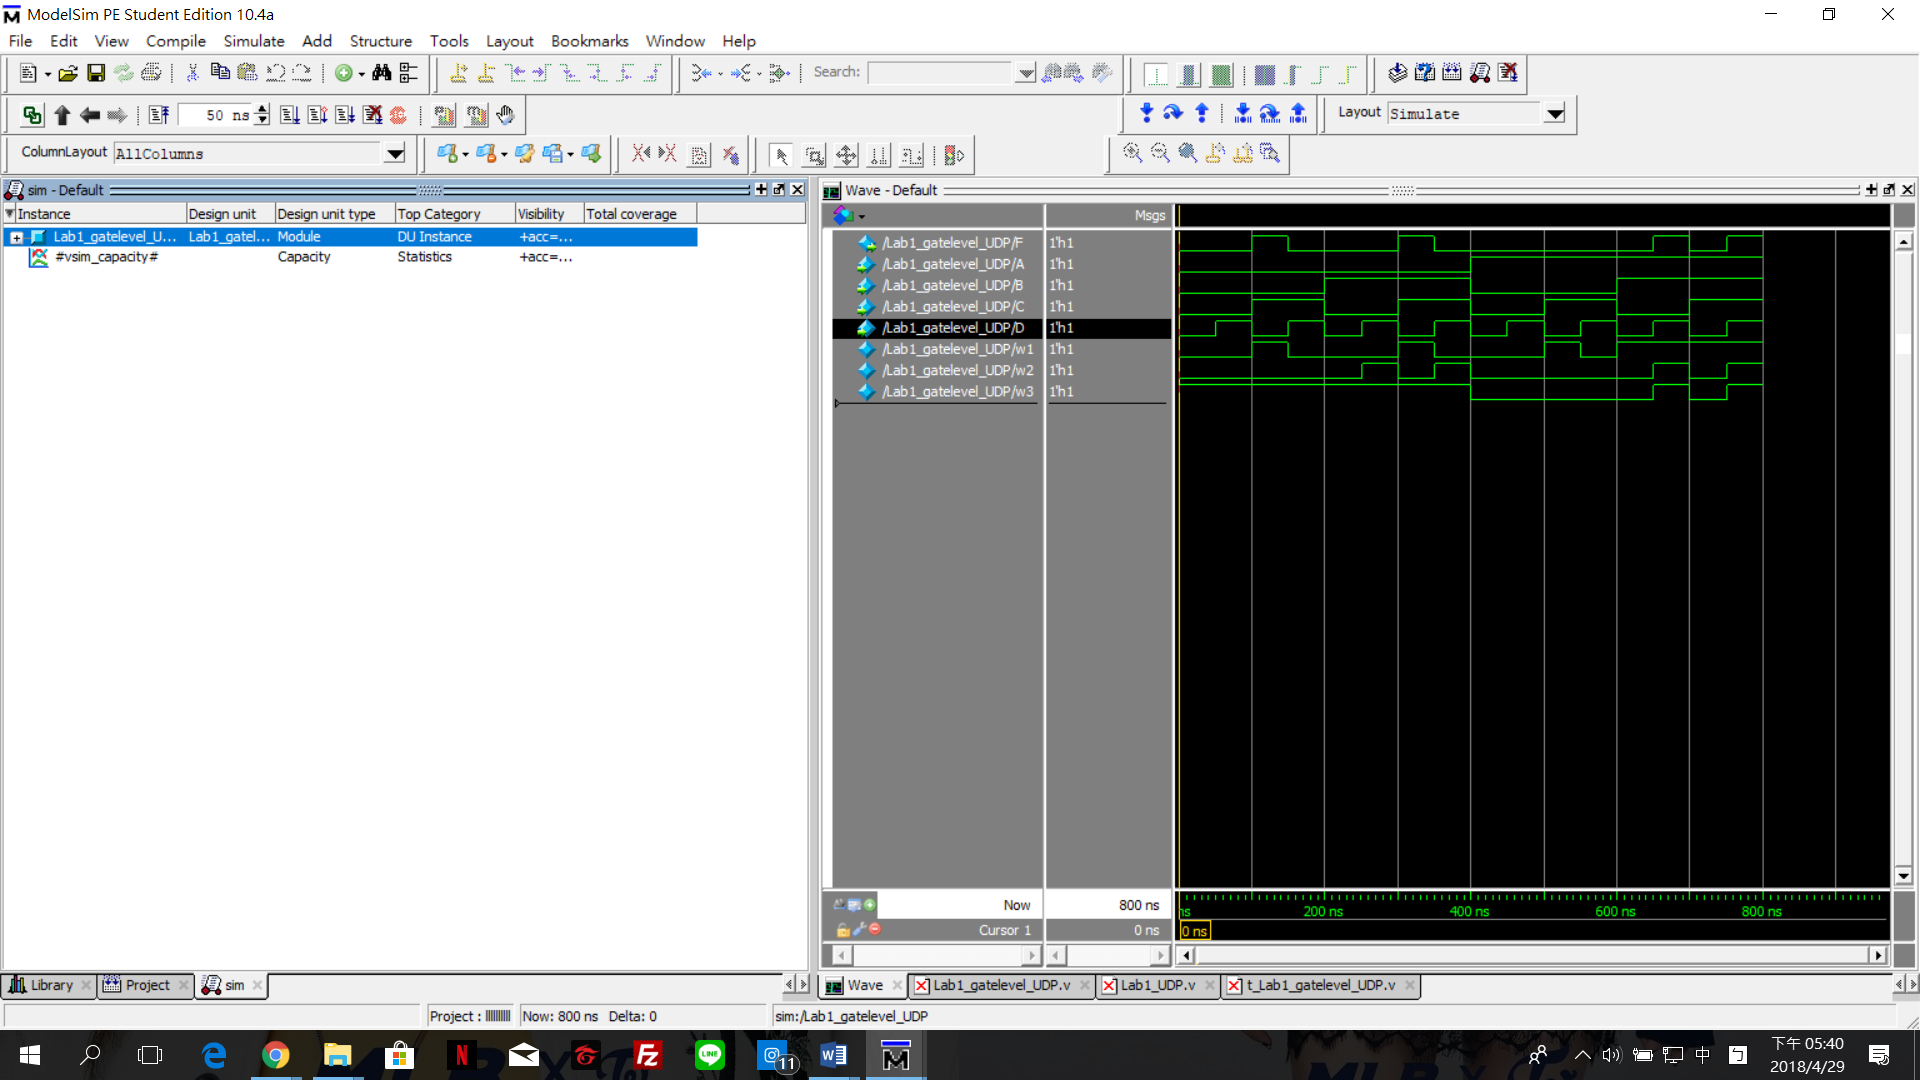 ModelSim PE Student Edition 10.4a
File Edit View Compile Simulate Add Structure Tools Layout Bookmarks Window Help
Search:
50 ns
Layout Simulate
ColumnLayout AllColumns
sim - Default
Instance Design unit Design unit type Top Category Visibility Total coverage
Lab1_gatelevel_U... Lab1_gatel... Module DU Instance +acc=...
#vsim_capacity# Capacity Statistics +acc=...
Wave - Default
Msgs
/Lab1_gatelevel_UDP/F 1'h1
/Lab1_gatelevel_UDP/A 1'h1
/Lab1_gatelevel_UDP/B 1'h1
/Lab1_gatelevel_UDP/C 1'h1
/Lab1_gatelevel_UDP/D 1'h1
/Lab1_gatelevel_UDP/w1 1'h1
/Lab1_gatelevel_UDP/w2 1'h1
/Lab1_gatelevel_UDP/w3 1'h1
Now 800 ns
ns 200 ns 400 ns 600 ns 800 ns
Cursor 1 0 ns
0 ns
Library Project sim
Wave Lab1_gatelevel_UDP.v Lab1_UDP.v t_Lab1_gatelevel_UDP.v
Project : Now: 800 ns Delta: 0 sim:/Lab1_gatelevel_UDP
11
LINE
中
下午 05:40
2018/4/29